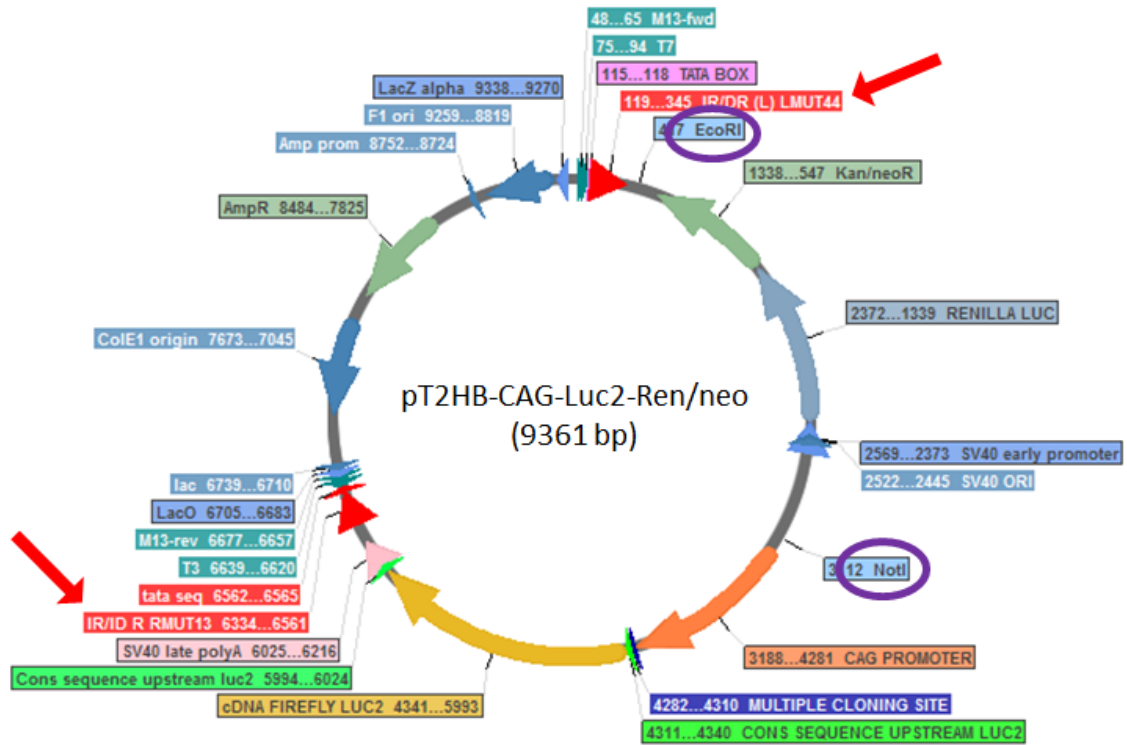 48...65 M13-fwd
75...94 T7
115...118 TATA BOX
119...345 IR/DR (L) LMUT44
EcoRI
1338...547 Kan/neoR
2372...1339 RENILLA LUC
2569...2373 SV40 early promoter
2522...2445 SV40 ORI
NotI
3188...4281 CAG PROMOTER
4282...4310 MULTIPLE CLONING SITE
4311...4340 CONS SEQUENCE UPSTREAM LUC2
cDNA FIREFLY LUC2 4341...5993
Cons sequence upstream luc2 5994...6024
SV40 late polyA 6025...6216
IR/ID R RMUT13 6334...6561
tata seq 6562...6565
T3 6639...6620
M13-rev 6677...6657
LacO 6705...6683
lac 6739...6710
ColE1 origin 7673...7045
AmpR 8484...7825
Amp prom 8752...8724
F1 ori 9259...8819
LacZ alpha 9338...9270
pT2HB-CAG-Luc2-Ren/neo
(9361 bp)